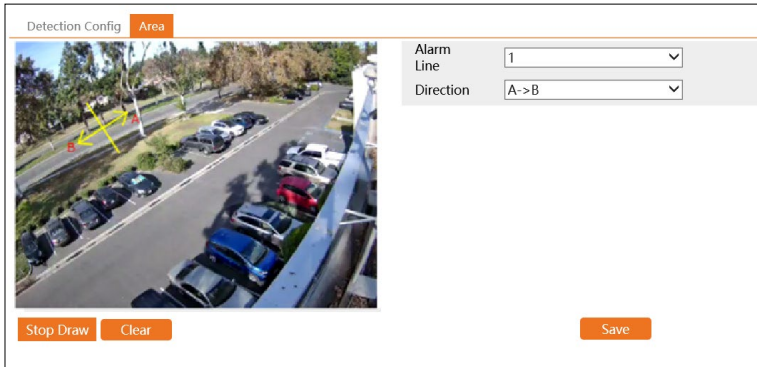 Detection Config Area
Alarm Line 1
Direction A->B
A
B
Stop Draw Clear Save